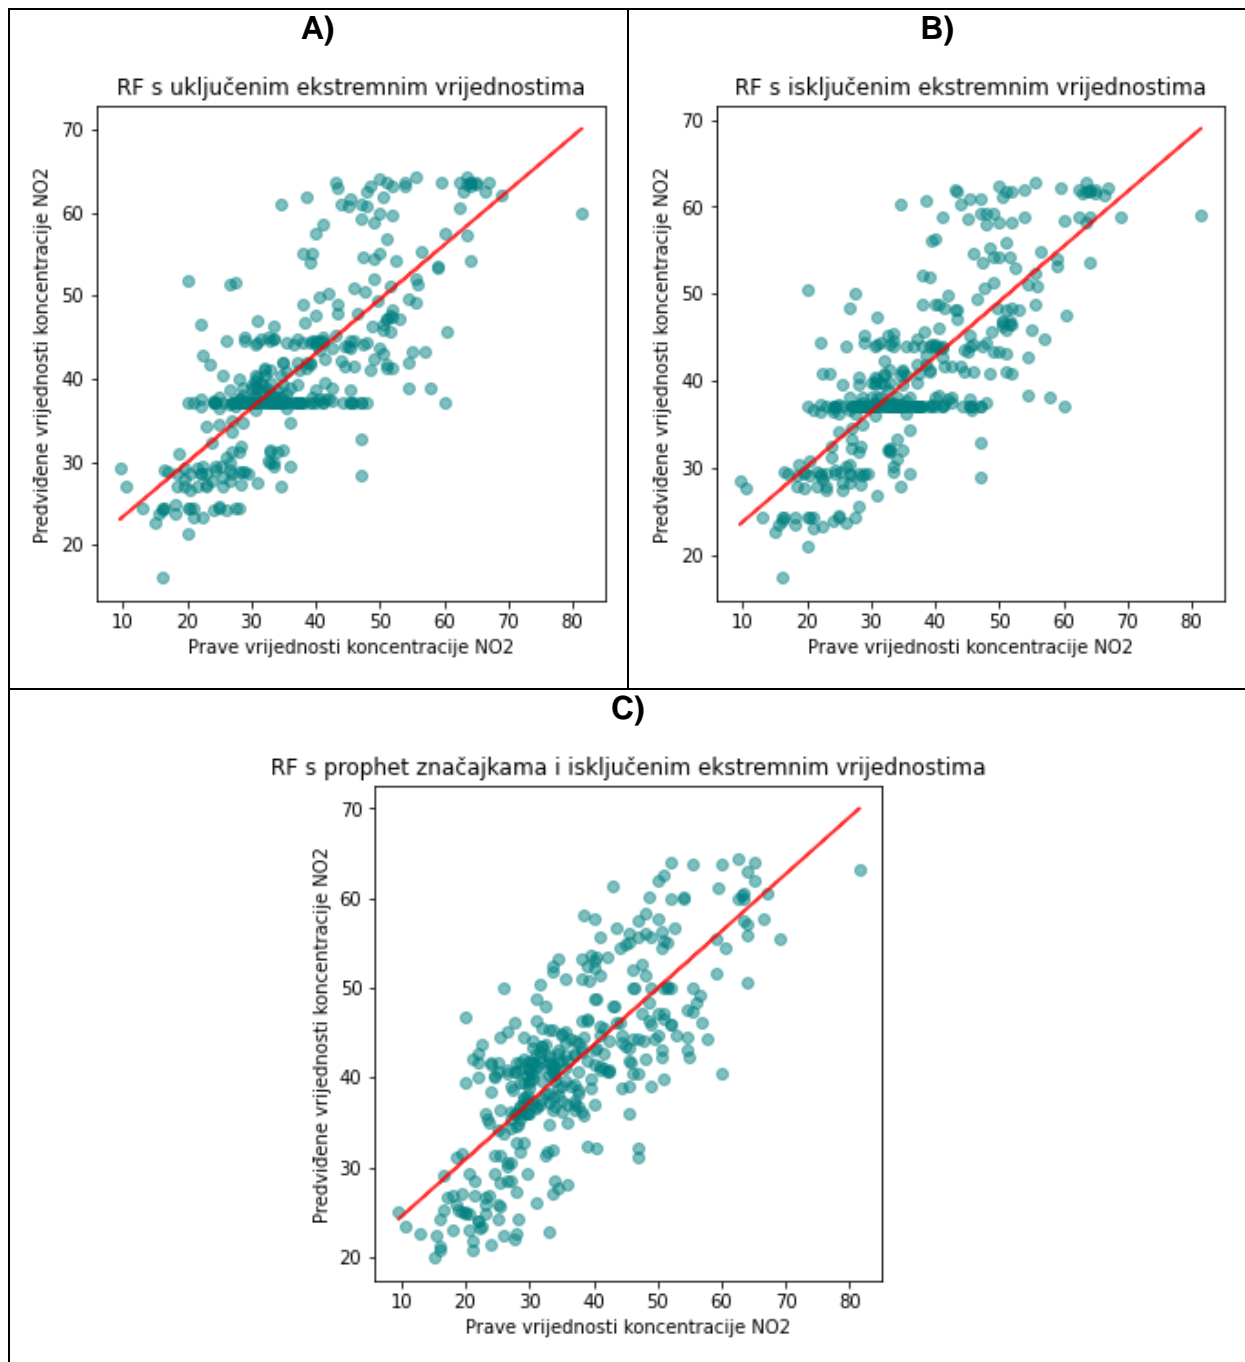 A)
RF s uključenim ekstremnim vrijednostima
70
60
50
40
30
20
Predviđene vrijednosti koncentracije NO2
10 20 30 40 50 60 70 80
Prave vrijednosti koncentracije NO2
B)
RF s isključenim ekstremnim vrijednostima
70
60
50
40
30
20
Predviđene vrijednosti koncentracije NO2
10 20 30 40 50 60 70 80
Prave vrijednosti koncentracije NO2
C)
RF s prophet značajkama i isključenim ekstremnim vrijednostima
70
60
50
40
30
20
Predviđene vrijednosti koncentracije NO2
10 20 30 40 50 60 70 80
Prave vrijednosti koncentracije NO2